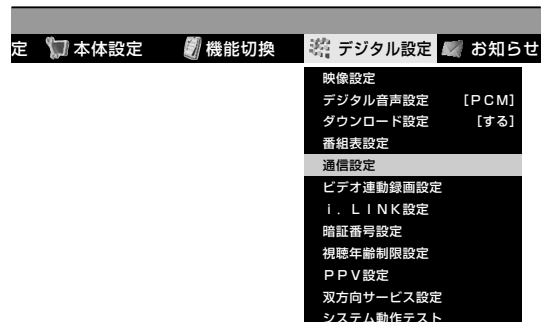 定 本体設定 機能切換 デジタル設定 お知らせ
映像設定
デジタル音声設定 [PCM]
ダウンロード設定 [する]
番組表設定
通信設定
ビデオ連動録画設定
i．LINK設定
暗証番号設定
視聴年齢制限設定
PPV設定
双方向サービス設定
システム動作テスト